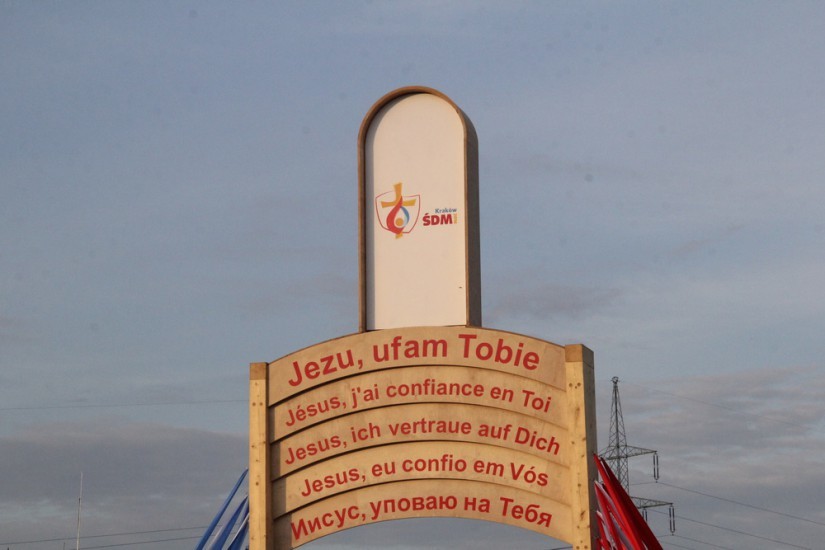 Kraków
ŚDM
Jezu, ufam Tobie
Jésus, j'ai confiance en Toi
Jesus, ich vertraue auf Dich
Jesus, eu confio em Vós
Иисус, уповаю на Тебя